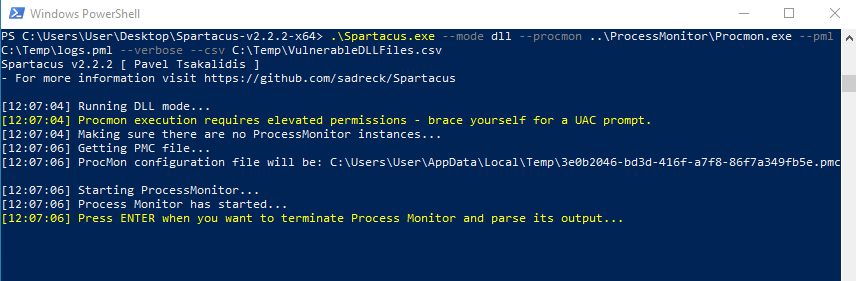 Windows PowerShell
PS C:\Users\User\Desktop\Spartacus-v2.2.2-x64> .\Spartacus.exe --mode dll --procmon ..\ProcessMonitor\Procmon.exe --pml
C:\Temp\logs.pml --verbose --csv C:\Temp\VulnerableDLLFiles.csv
Spartacus v2.2.2 [ Pavel Tsakalidis ]
- For more information visit https://github.com/sadreck/Spartacus
[12:07:04] Running DLL mode...
[12:07:04] Procmon execution requires elevated permissions - brace yourself for a UAC prompt.
[12:07:04] Making sure there are no ProcessMonitor instances...
[12:07:06] Getting PMC file...
[12:07:06] ProcMon configuration file will be: C:\Users\User\AppData\Local\Temp\3e0b2046-bd3d-416f-a7f8-86f7a349fb5e.pmc
[12:07:06] Starting ProcessMonitor...
[12:07:06] Process Monitor has started...
[12:07:06] Press ENTER when you want to terminate Process Monitor and parse its output...